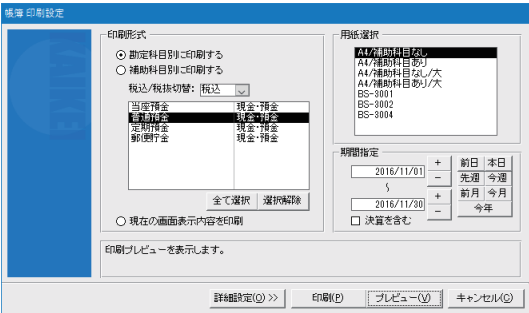 帳簿 印刷設定
印刷形式
勘定科目別に印刷する
補助科目別に印刷する
税込/税抜切替: 税込
当座預金 現金・預金
普通預金 現金・預金
定期預金 現金・預金
郵便貯金 現金・預金
全て選択 選択解除
現在の画面表示内容を印刷
用紙選択
A4/補助科目なし
A4/補助科目あり
A4/補助科目なし/大
A4/補助科目あり/大
BS-3001
BS-3002
BS-3004
期間指定
2016/11/01 + − 前日 本日
先週 今週
〜
2016/11/30 + − 前月 今月
今年
決算を含む
印刷プレビューを表示します。
詳細設定(O) >> 印刷(P) プレビュー(V) キャンセル(C)